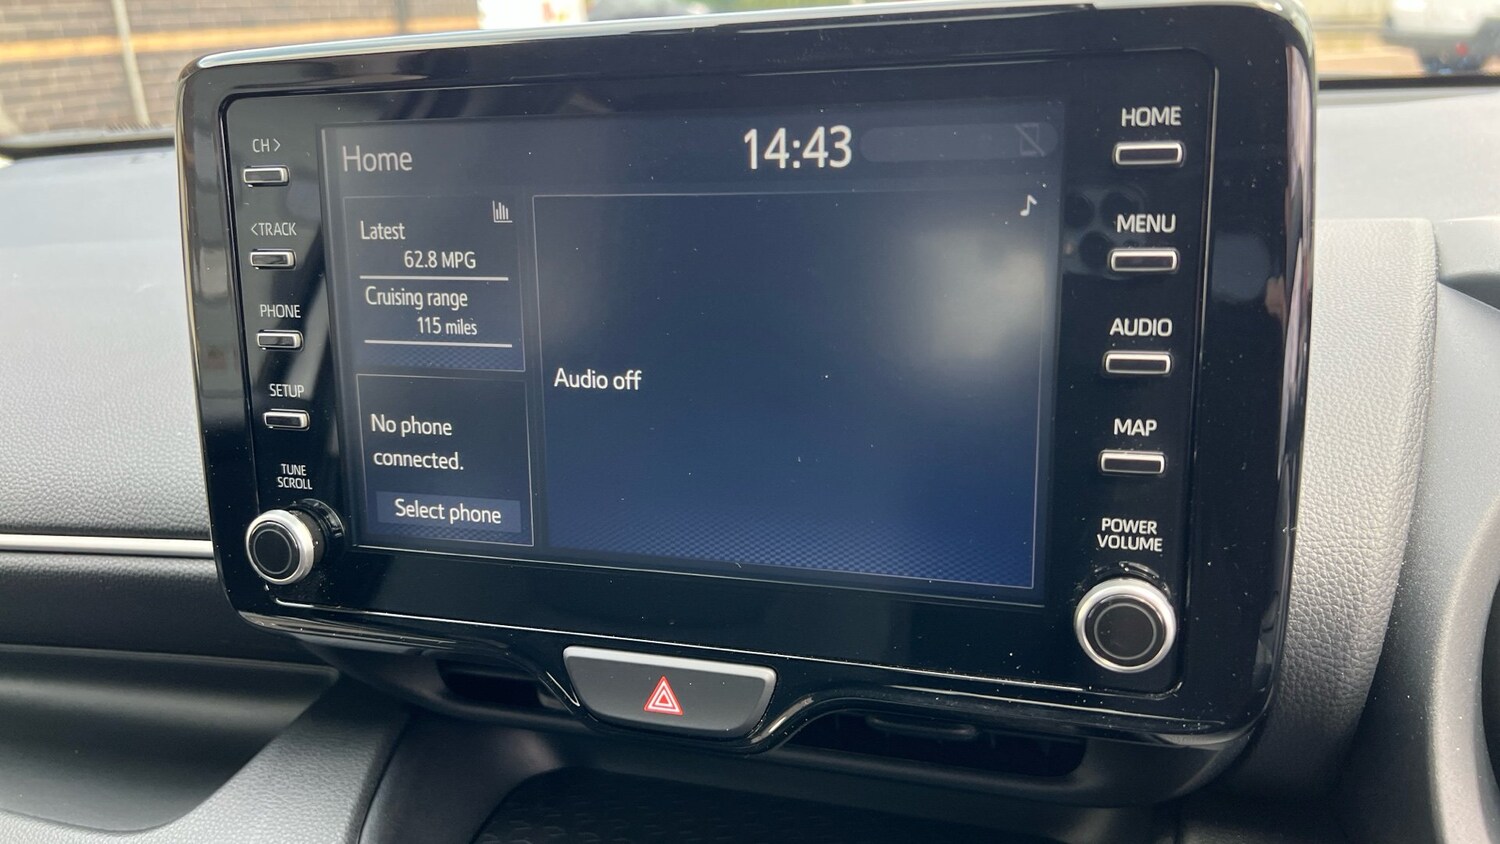 CH >
<TRACK
PHONE
SETUP
TUNE
SCROLL
Home
14:43
Latest
62.8 MPG
Cruising range
115 miles
No phone
connected.
Select phone
Audio off
HOME
MENU
AUDIO
MAP
POWER
VOLUME